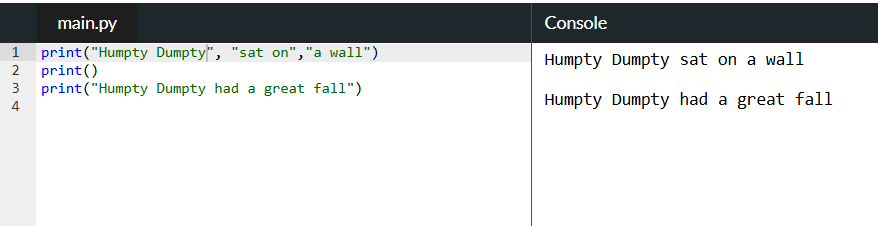 main.py
1 print("Humpty Dumpty", "sat on","a wall")
2 print()
3 print("Humpty Dumpty had a great fall")
4
Console
Humpty Dumpty sat on a wall
Humpty Dumpty had a great fall